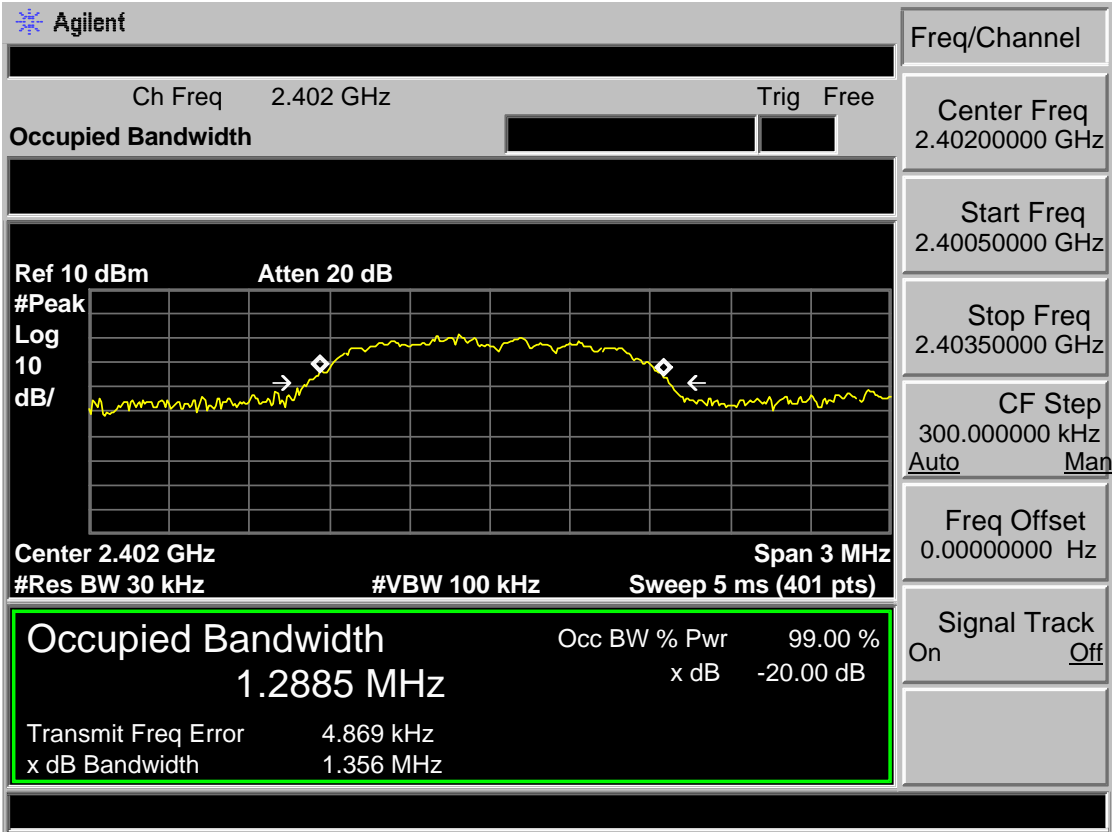 Agilent
Freq/Channel
Ch Freq 2.402 GHz Trig Free
Occupied Bandwidth
Center Freq
2.40200000 GHz
Start Freq
2.40050000 GHz
Stop Freq
2.40350000 GHz
CF Step
300.000000 kHz
Auto Man
Freq Offset
0.00000000 Hz
Signal Track
On Off
Ref 10 dBm Atten 20 dB
#Peak
Log
10
dB/
Center 2.402 GHz Span 3 MHz
#Res BW 30 kHz #VBW 100 kHz Sweep 5 ms (401 pts)
Occupied Bandwidth
1.2885 MHz
Occ BW % Pwr 99.00 %
x dB -20.00 dB
Transmit Freq Error 4.869 kHz
x dB Bandwidth 1.356 MHz